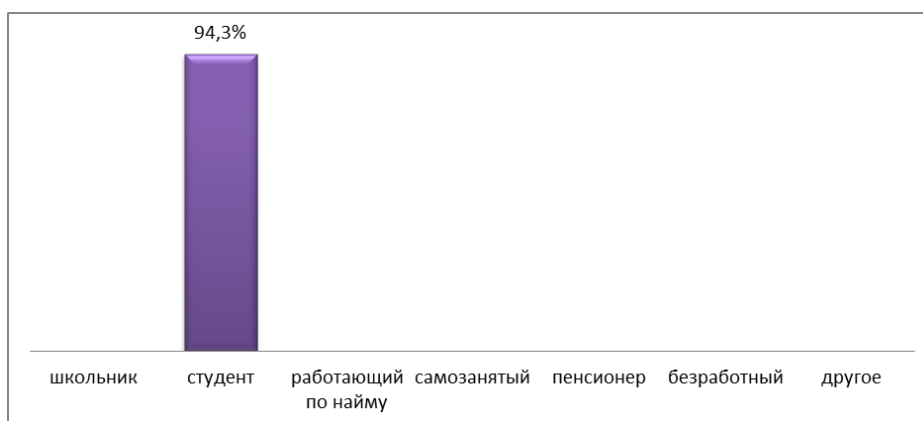 94,3%
школьник студент работающий самозанятый пенсионер безработный другое
по найму